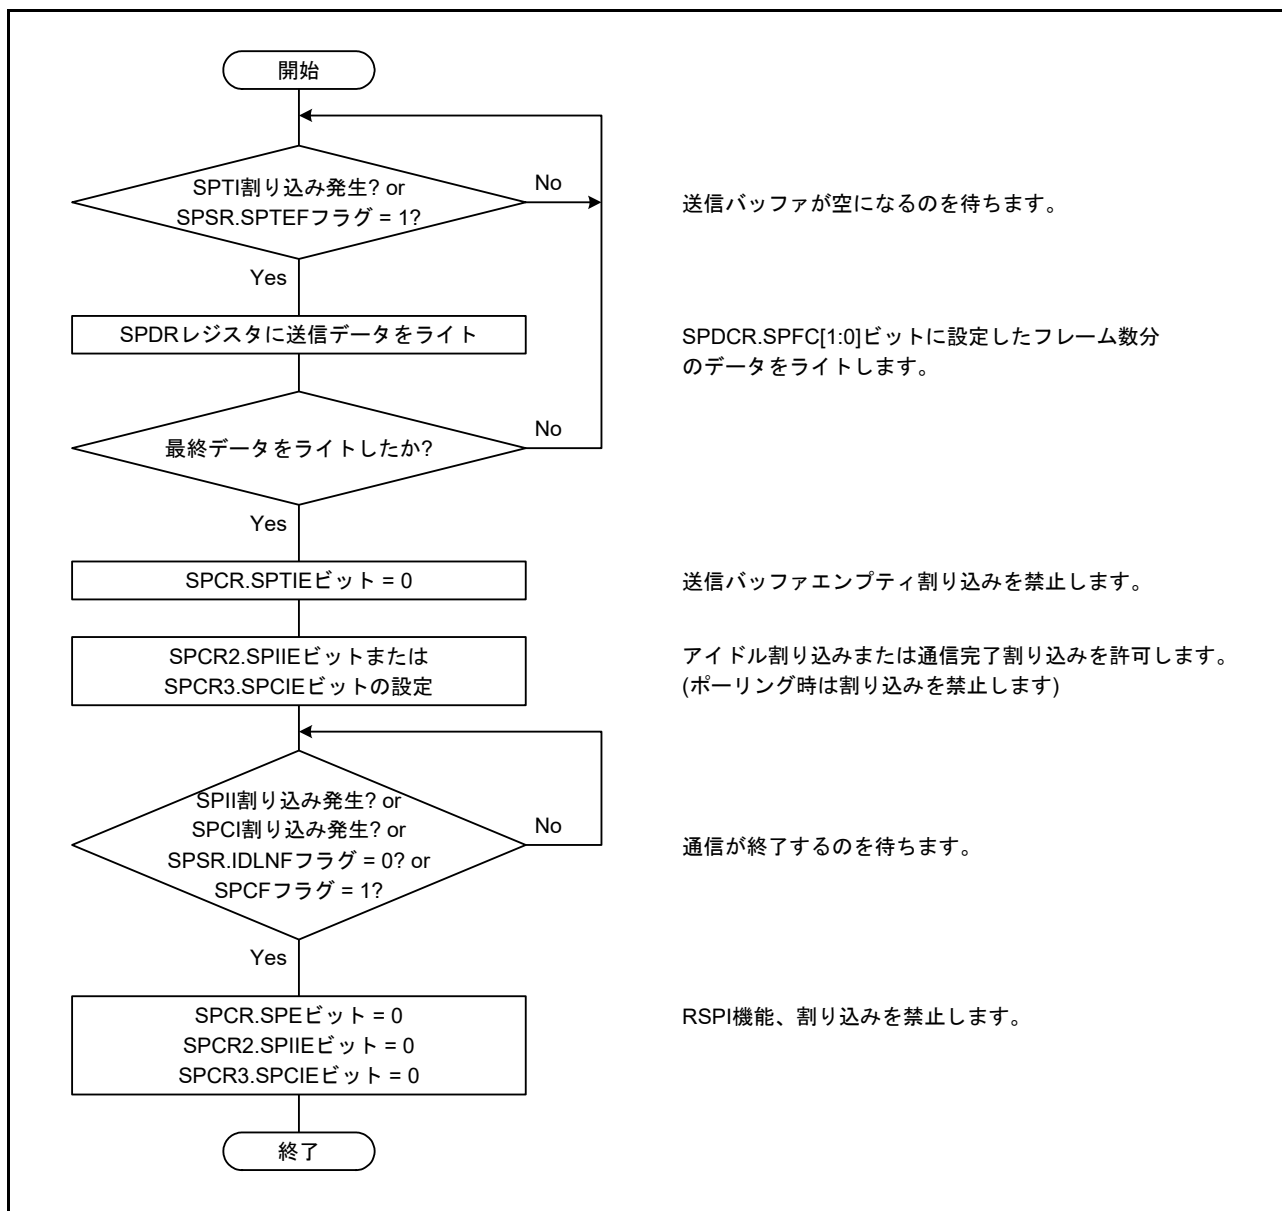 開始
SPTI割り込み発生? or
SPSR.SPTEFフラグ = 1?
No
送信バッファが空になるのを待ちます。
Yes
SPDRレジスタに送信データをライト
SPDCR.SPFC[1:0]ビットに設定したフレーム数分
のデータをライトします。
最終データをライトしたか?
No
Yes
SPCR.SPTIEビット = 0
送信バッファエンプティ割り込みを禁止します。
SPCR2.SPIIEビットまたは
SPCR3.SPCIEビットの設定
アイドル割り込みまたは通信完了割り込みを許可します。
(ポーリング時は割り込みを禁止します)
SPII割り込み発生? or
SPCI割り込み発生? or
SPSR.IDLNFフラグ = 0? or
SPCFフラグ = 1?
No
通信が終了するのを待ちます。
Yes
SPCR.SPEビット = 0
SPCR2.SPIIEビット = 0
SPCR3.SPCIEビット = 0
RSPI機能、割り込みを禁止します。
終了